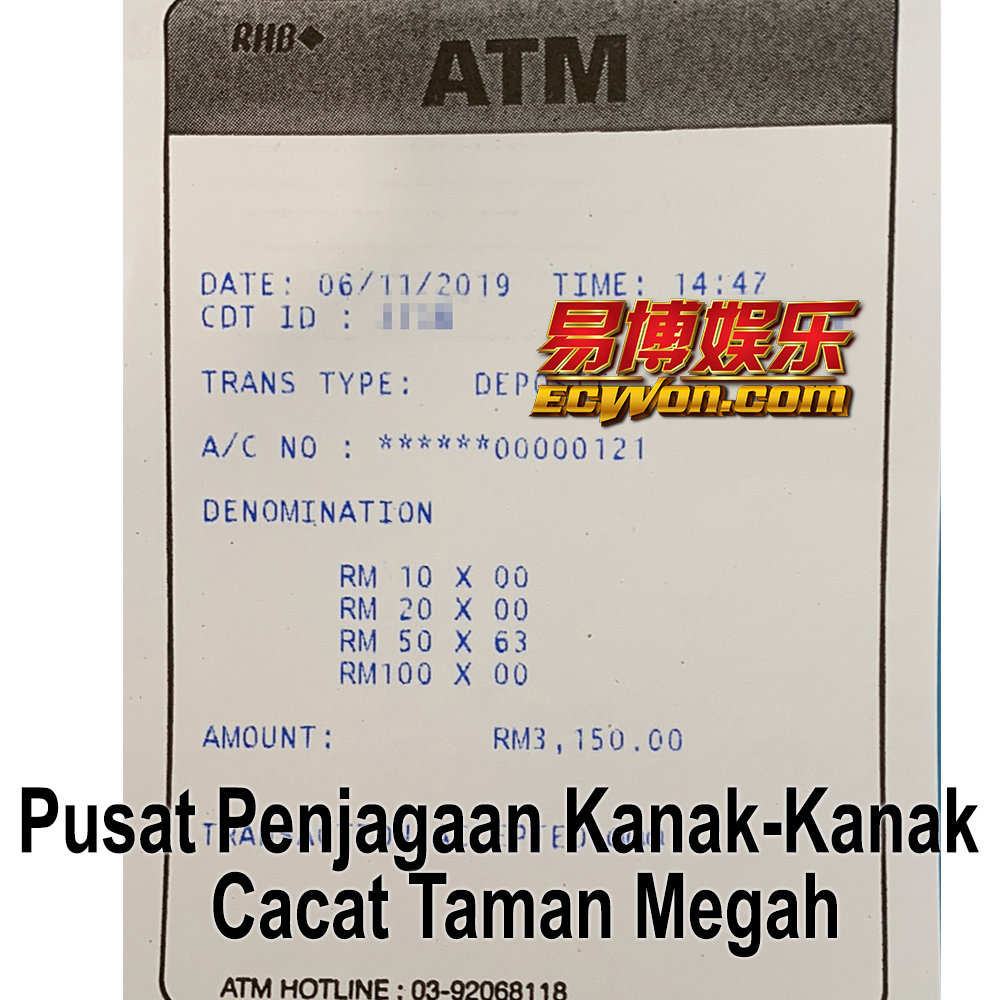 RHB
ATM
DATE: 06/11/2019 TIME: 14:47
CDT ID :
易博娱乐
ECWON.COM
TRANS TYPE:
A/C NO : ******00000121
DENOMINATION
RM 10 X 00
RM 20 X 00
RM 50 X 63
RM100 X 00
AMOUNT: RM3,150.00
Pusat Penjagaan Kanak-Kanak
Cacat Taman Megah
ATM HOTLINE : 03-92068118